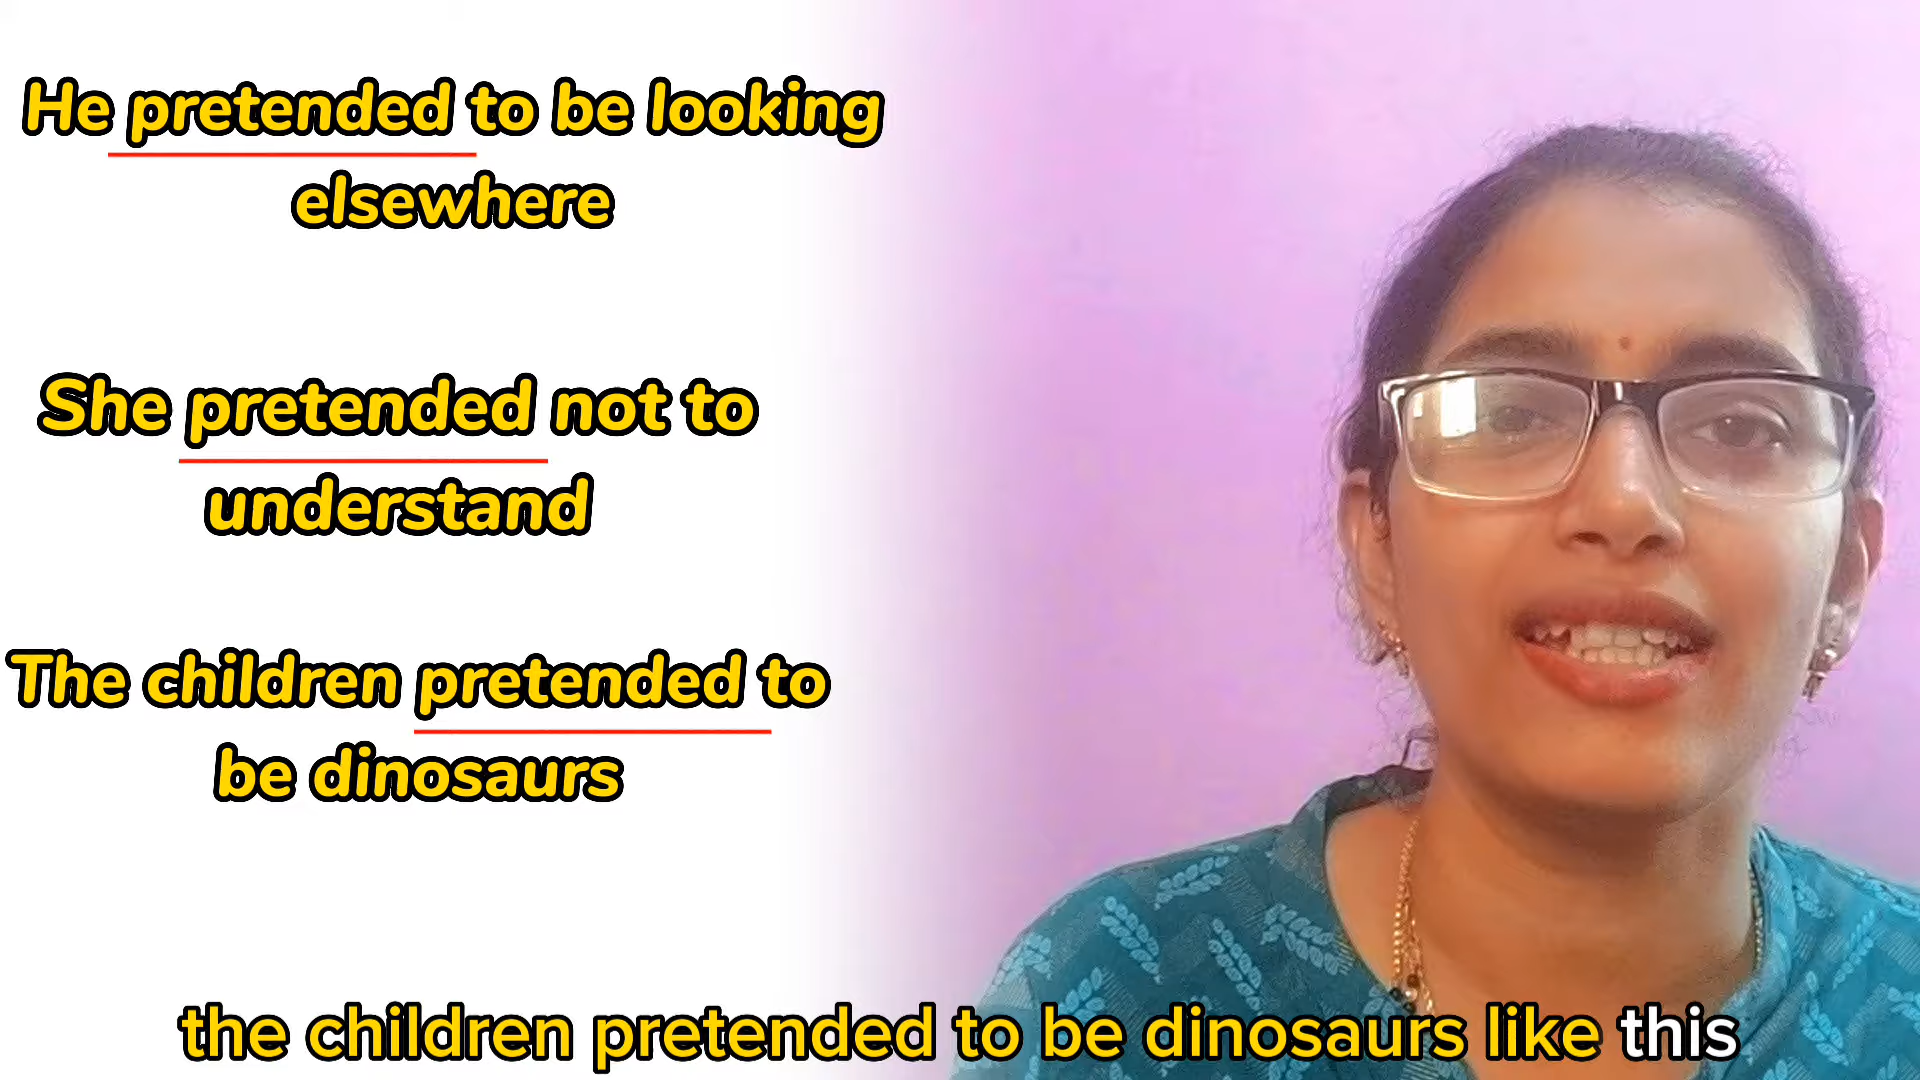 He pretended to be looking
elsewhere
She pretended not to
understand
The children pretended to
be dinosaurs
the children pretended to be dinosaurs like this